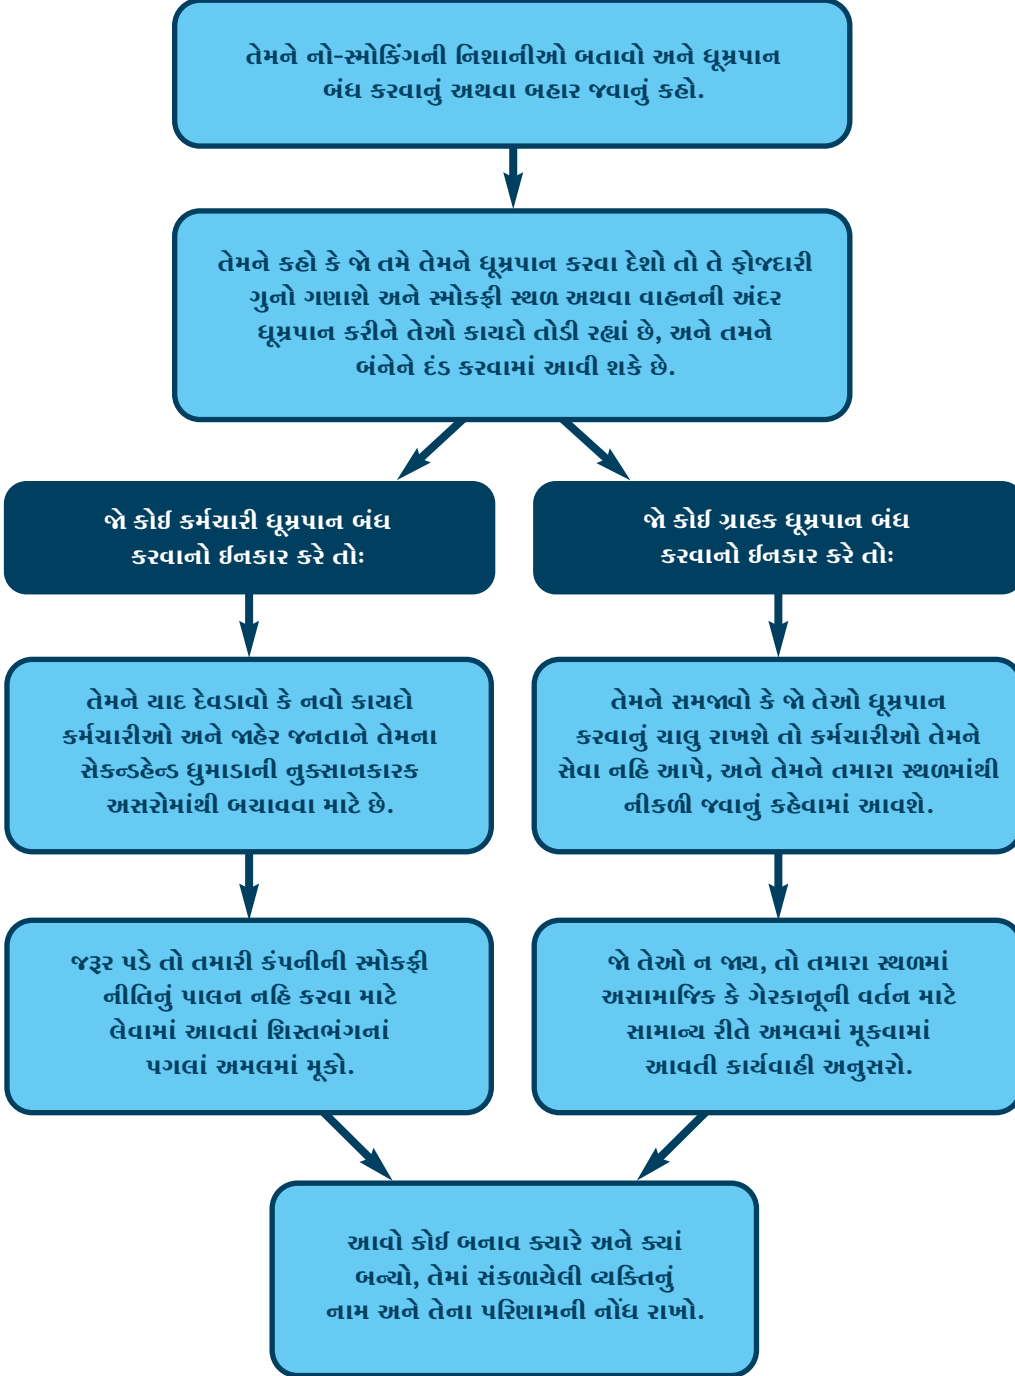 તેમને નો-સ્મોકિંગની નિશાનીઓ બતાવો અને ધૂમ્રપાન
બંધ કરવાનું અથવા બહાર જવાનું કહો.
તેમને કહો કે જો તમે તેમને ધૂમ્રપાન કરવા દેશો તો તે ફોજદારી
ગુનો ગણાશે અને સ્મોકફ્રી સ્થળ અથવા વાહનની અંદર
ધૂમ્રપાન કરીને તેઓ કાયદો તોડી રહ્યાં છે, અને તમને
બંનેને દંડ કરવામાં આવી શકે છે.
જો કોઈ કર્મચારી ધૂમ્રપાન બંધ
કરવાનો ઈનકાર કરે તોઃ
તેમને યાદ દેવડાવો કે નવો કાયદો
કર્મચારીઓ અને જાહેર જનતાને તેમના
સેકન્ડહેન્ડ ધુમાડાની નુક્સાનકારક
અસરોમાંથી બચાવવા માટે છે.
જરૂર પડે તો તમારી કંપનીની સ્મોકફ્રી
નીતિનું પાલન નહિ કરવા માટે
લેવામાં આવતાં શિસ્તભંગનાં
પગલાં અમલમાં મૂકો.
જો કોઈ ગ્રાહક ધૂમ્રપાન બંધ
કરવાનો ઈનકાર કરે તોઃ
તેમને સમજાવો કે જો તેઓ ધૂમ્રપાન
કરવાનું ચાલુ રાખશે તો કર્મચારીઓ તેમને
સેવા નહિ આપે, અને તેમને તમારા સ્થળમાંથી
નીકળી જવાનું કહેવામાં આવશે.
જો તેઓ ન જાય, તો તમારા સ્થળમાં
અસામાજિક કે ગેરકાનૂની વર્તન માટે
સામાન્ય રીતે અમલમાં મૂકવામાં
આવતી કાર્યવાહી અનુસરો.
આવો કોઈ બનાવ ક્યારે અને ક્યાં
બન્યો, તેમાં સંકળાયેલી વ્યક્તિનું
નામ અને તેના પરિણામની નોંધ રાખો.